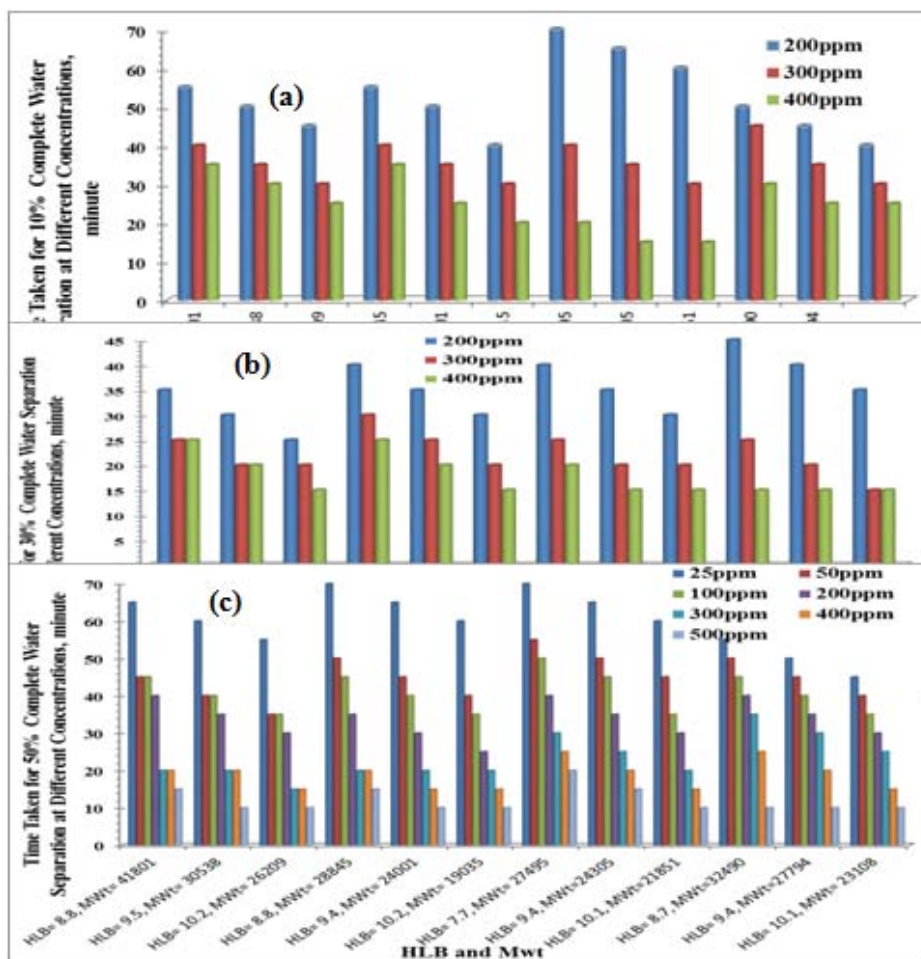 (a)
200ppm
300ppm
400ppm
Taken for 10% Complete Water
ration at Different Concentrations,
minute
70
60
50
40
30
20
10
0
(b)
200ppm
300ppm
400ppm
or 30% Complete Water Separation
ferent Concentrations, minute
45
40
35
30
25
20
15
5
(c)
25ppm
50ppm
100ppm
200ppm
300ppm
400ppm
500ppm
Time Taken for 50% Complete Water
Separation at Different Concentrations, minute
70
60
50
40
30
20
10
0
HLB= 8.8, MWt= 41801
HLB= 9.5, MWt= 30538
HLB= 10.2, MWt= 26209
HLB= 8.8, MWt= 28845
HLB= 9.4, MWt= 24001
HLB= 10.2, MWt= 19035
HLB= 7.7, MWt= 27495
HLB= 9.4, MWt=24305
HLB= 10.1, MWt=21851
HLB= 8.7, MWt=32490
HLB= 9.4, MWt=27794
HLB= 10.1, MWt= 23108
HLB and Mwt